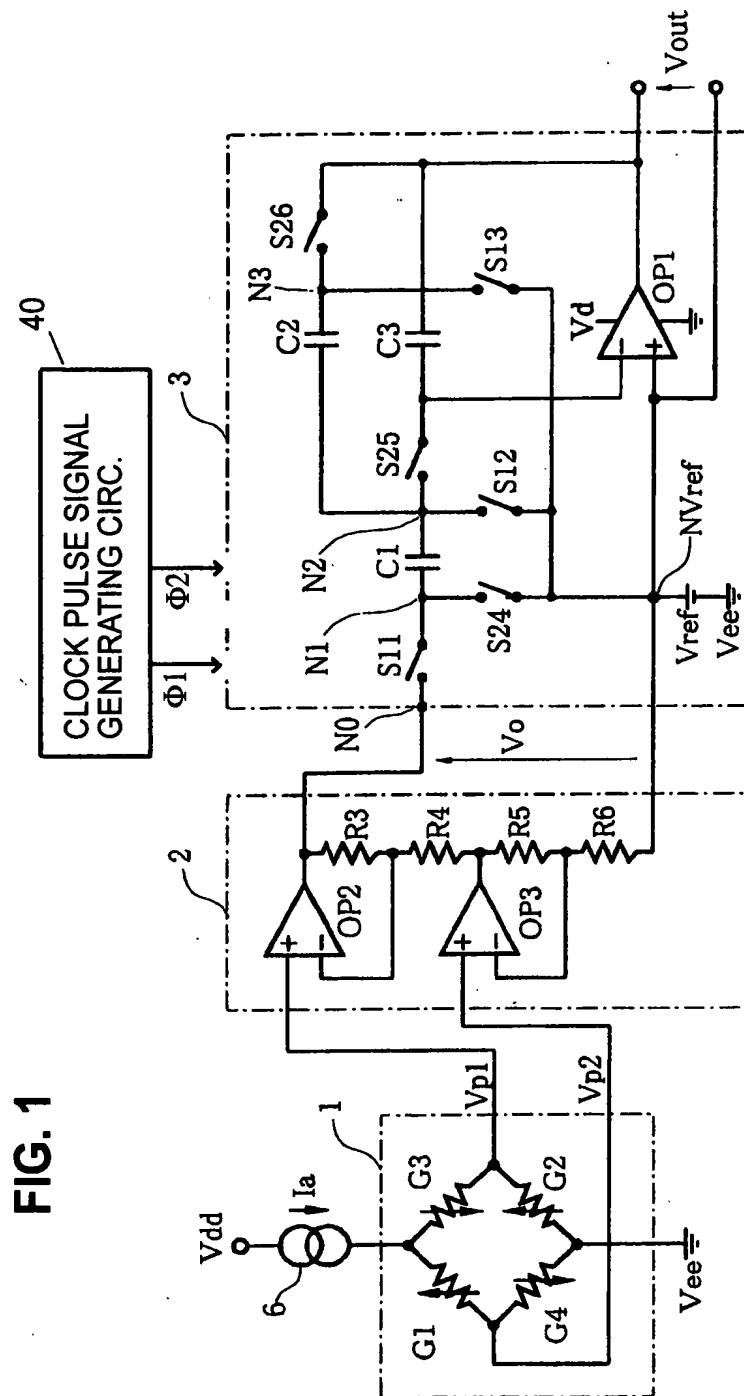 FIG. 1
40
CLOCK PULSE SIGNAL
GENERATING CIRC.
Φ1
Φ2
Vdd
6
Ia
1
G1
G3
G4
G2
Vee
Vp1
Vp2
2
OP2
+
−
R3
R4
OP3
+
−
R5
R6
Vo
3
N0
S11
N1
C1
N2
S25
S24
S12
C2
N3
S26
C3
S13
Vd
−
+
OP1
NVref
Vref
Vee
Vout